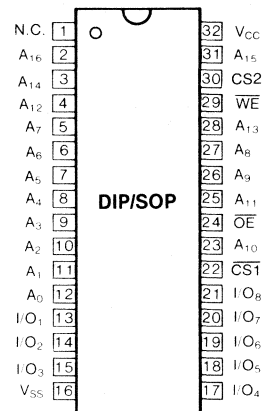 N.C. 1 32 VCC
A16 2 31 A15
A14 3 30 CS2
A12 4 29 WE
A7 5 28 A13
A6 6 27 A8
A5 7 26 A9
A4 8 DIP/SOP 25 A11
A3 9 24 OE
A2 10 23 A10
A1 11 22 CS1
A0 12 21 I/O8
I/O1 13 20 I/O7
I/O2 14 19 I/O6
I/O3 15 18 I/O5
VSS 16 17 I/O4